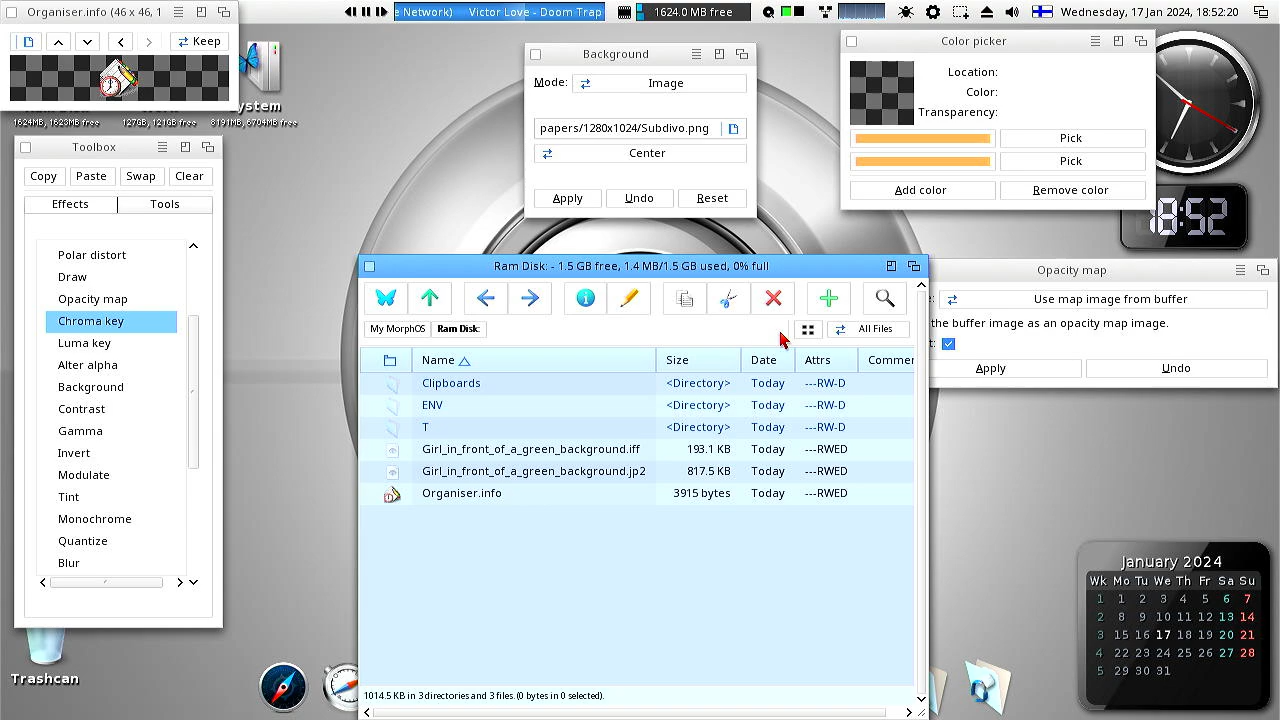 Organiser info (46 x 46, 1
e Network) Victor Love - Doom Trap
1624.0 MB free
Wednesday, 17.01.2024, 18:52:20
Keep
1624MB, 1623MB free
127GB, 121GB free
8191MB, 6704MB free
Toolbox
Copy Paste Swap Clear
Effects Tools
Polar distort
Draw
Opacity map
Chroma key
Luma key
Alter alpha
Background
Contrast
Gamma
Invert
Modulate
Tint
Monochrome
Quantize
Blur
Trashcan
Background
Mode: Image
papers/1280x1024/Subdivo.png
Center
Apply Undo Reset
Color picker
Location:
Color:
Transparency:
Pick
Pick
Add color Remove color
18:52
Opacity map
Use map image from buffer
the buffer image as an opacity map image.
Apply Undo
Ram Disk: - 1.5 GB free, 1.4 MB/1.5 GB used, 0% full
My MorphOS Ram Disk: All Files
Name Size Date Attrs Commer
Clipboards <Directory> Today ---RW-D
ENV <Directory> Today ---RW-D
T <Directory> Today ---RW-D
Girl_in_front_of_a_green_background.iff 193.1 KB Today ---RWED
Girl_in_front_of_a_green_background.jp2 817.5 KB Today ---RWED
Organiser.info 3915 bytes Today ---RWED
1014.5 KB in 3 directories and 3 files. (0 bytes in 0 selected).
January 2024
Wk Mo Tu We Th Fr Sa Su
1 1 2 3 4 5 6 7
2 8 9 10 11 12 13 14
3 15 16 17 18 19 20 21
4 22 23 24 25 26 27 28
5 29 30 31